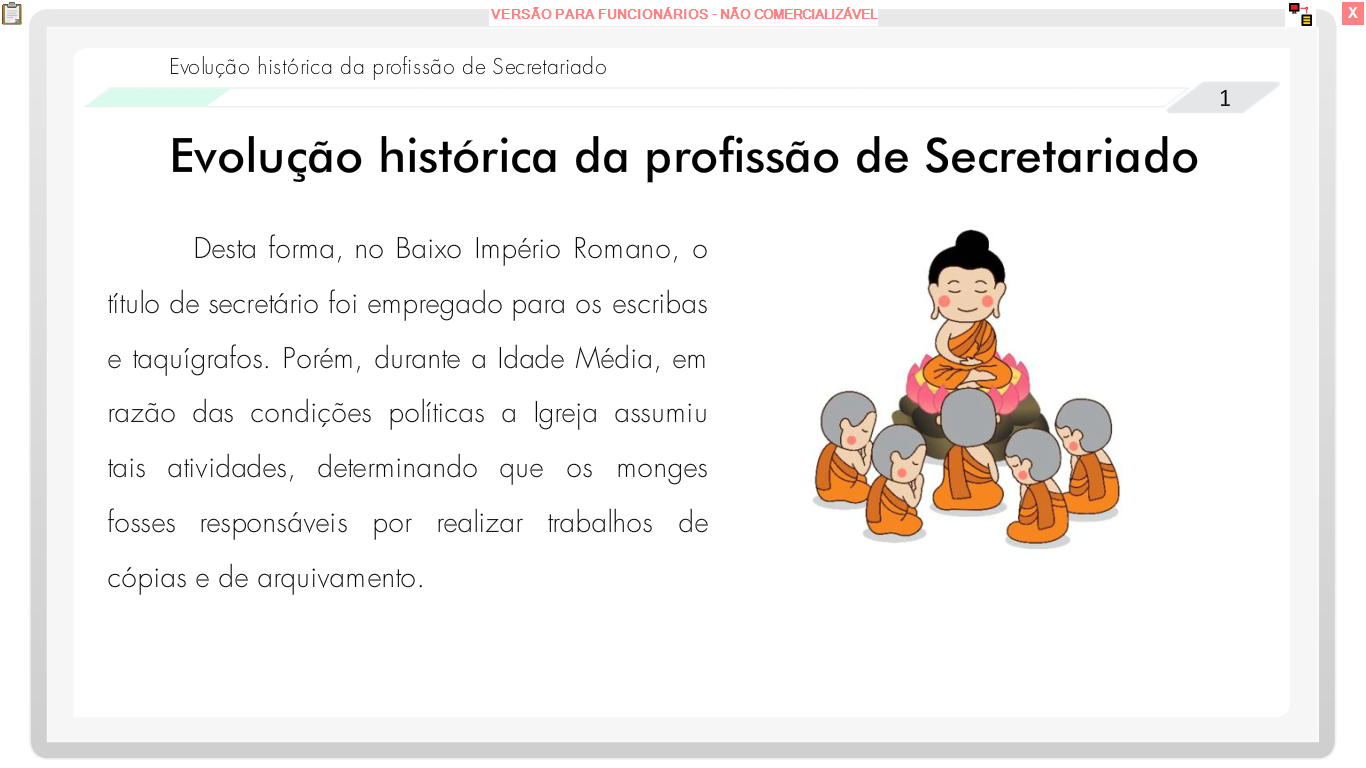 VERSÃO PARA FUNCIONÁRIOS - NÃO COMERCIALIZÁVEL
X
Evolução histórica da profissão de Secretariado
1
Evolução histórica da profissão de Secretariado
Desta forma, no Baixo Império Romano, o
título de secretário foi empregado para os escribas
e taquígrafos. Porém, durante a Idade Média, em
razão das condições políticas a Igreja assumiu
tais atividades, determinando que os monges
fosses responsáveis por realizar trabalhos de
cópias e de arquivamento.